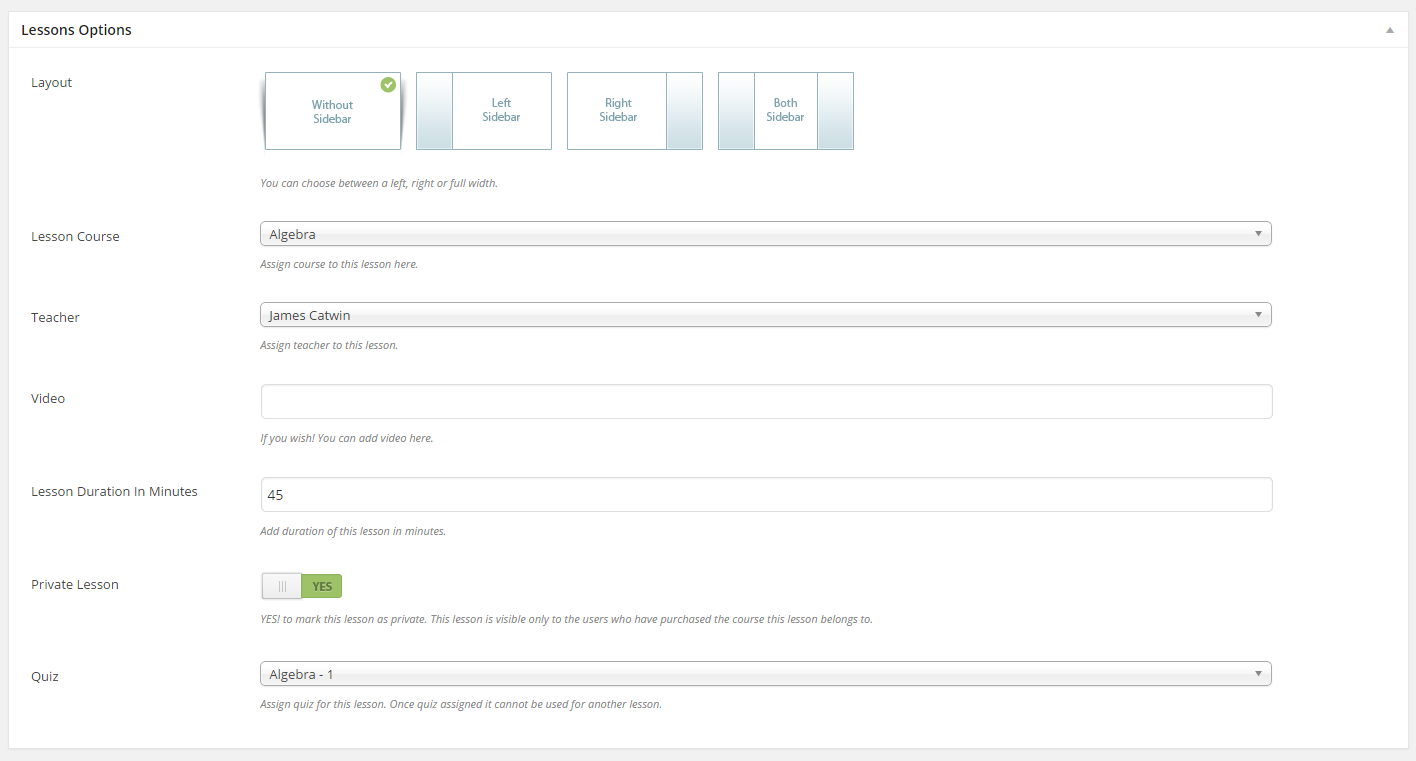 Lessons Options
Layout
Without
Sidebar
Left
Sidebar
Right
Sidebar
Both
Sidebar
You can choose between a left, right or full width.
Lesson Course
Algebra
Assign course to this lesson here.
Teacher
James Catwin
Assign teacher to this lesson.
Video
If you wish! You can add video here.
Lesson Duration In Minutes
45
Add duration of this lesson in minutes.
Private Lesson
YES
YES! to mark this lesson as private. This lesson is visible only to the users who have purchased the course this lesson belongs to.
Quiz
Algebra - 1
Assign quiz for this lesson. Once quiz assigned it cannot be used for another lesson.